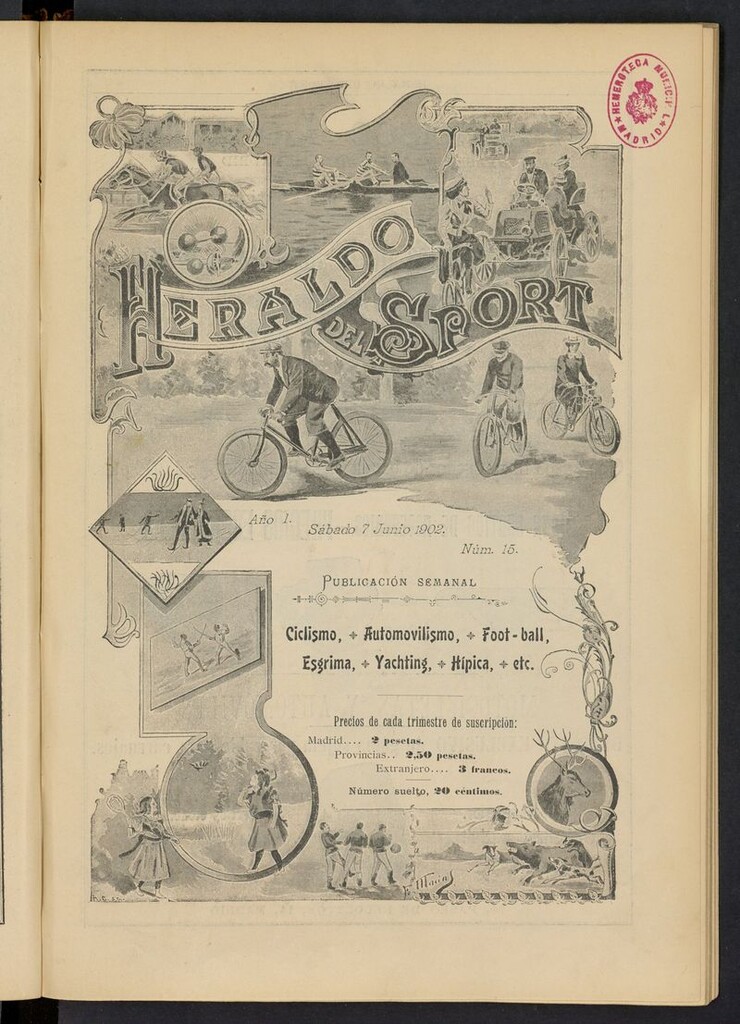 HEMEROTECA MUNICIPAL
MADRID
HERALDO
DEL SPORT
Año 1.
Sábado 7 Junio 1902.
Núm. 15.
PUBLICACIÓN SEMANAL
Ciclismo, + Automovilismo, + Foot-ball,
Esgrima, + Yachting, + Hípica, + etc.
Precios de cada trimestre de suscripción:
Madrid.... 2 pesetas.
Provincias.. 2,50 pesetas.
Extranjero.... 3 francos.
Número suelto, 20 céntimos.